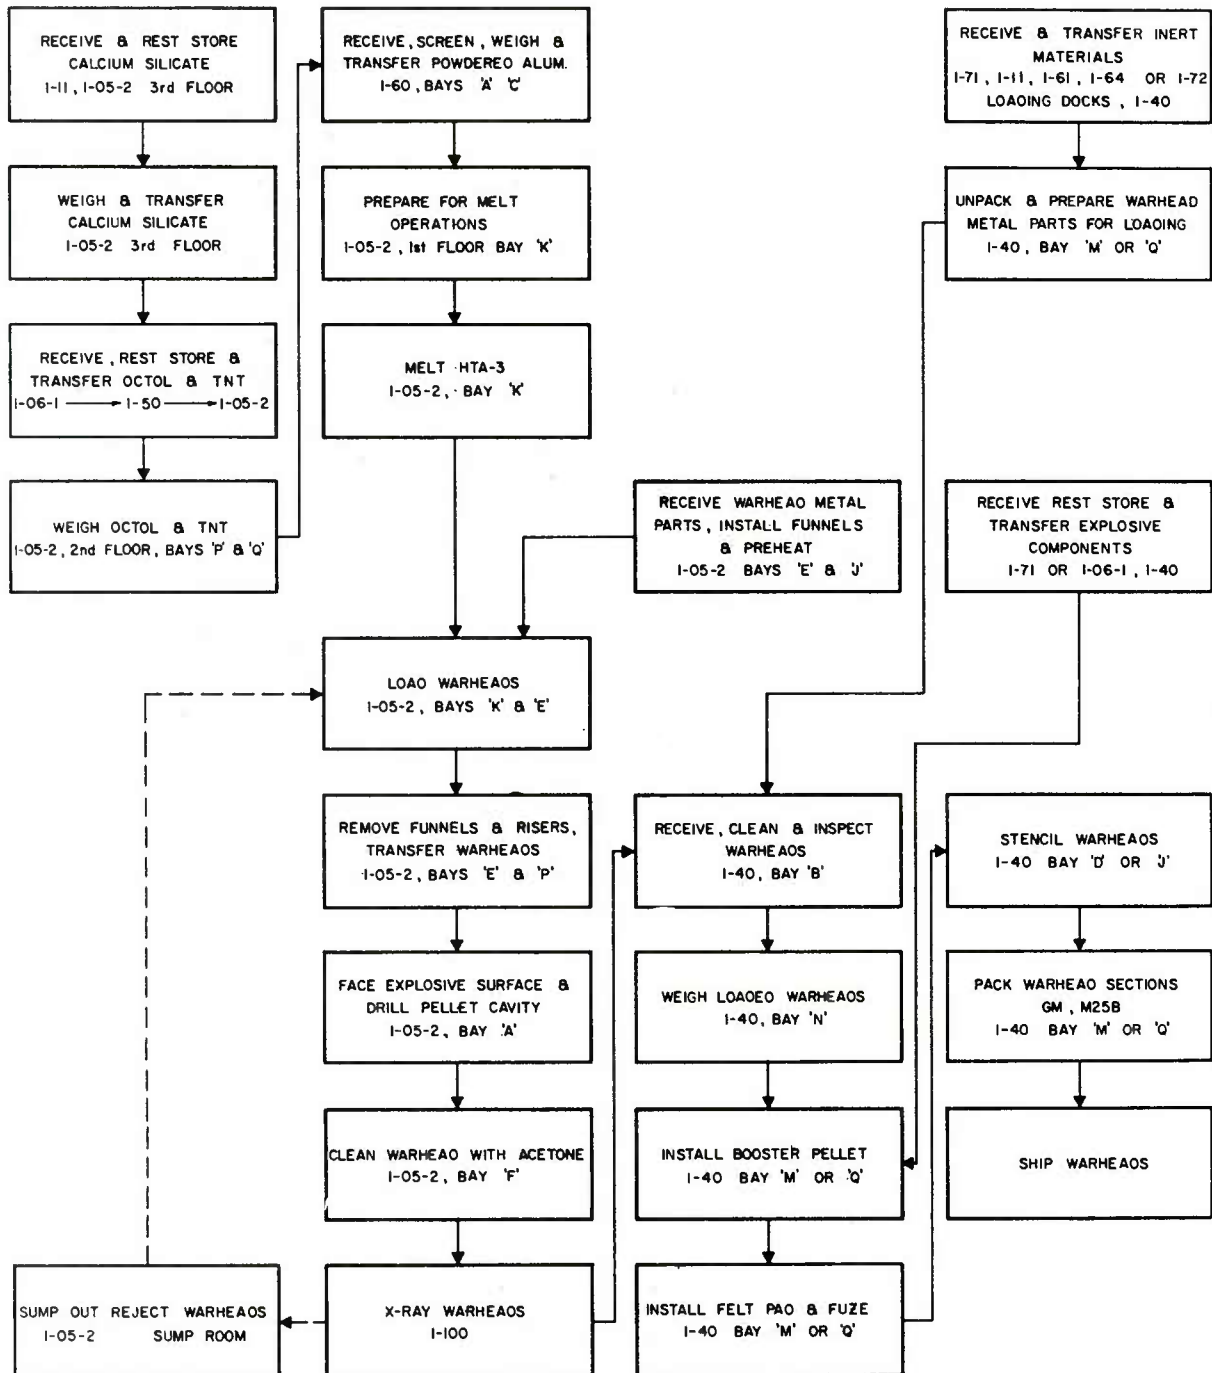 RECEIVE & REST STORE
CALCIUM SILICATE
1-11, 1-05-2 3rd FLOOR
WEIGH & TRANSFER
CALCIUM SILICATE
1-05-2 3rd FLOOR
RECEIVE, REST STORE &
TRANSFER OCTOL & TNT
1-06-1 → 1-50 → 1-05-2
WEIGH OCTOL & TNT
1-05-2, 2nd FLOOR, BAYS 'P' & 'Q'
RECEIVE, SCREEN, WEIGH &
TRANSFER POWDEREO ALUM.
1-60, BAYS 'A' 'C'
PREPARE FOR MELT
OPERATIONS
1-05-2, 1st FLOOR BAY 'K'
MELT HTA-3
1-05-2, BAY 'K'
RECEIVE WARHEAO METAL
PARTS, INSTALL FUNNELS
& PREHEAT
1-05-2 BAYS 'E' & 'J'
LOAO WARHEAOS
1-05-2, BAYS 'K' & 'E'
REMOVE FUNNELS & RISERS,
TRANSFER WARHEAOS
1-05-2, BAYS 'E' & 'P'
FACE EXPLOSIVE SURFACE &
DRILL PELLET CAVITY
1-05-2, BAY 'A'
CLEAN WARHEAO WITH ACETONE
1-05-2, BAY 'F'
X-RAY WARHEAOS
1-100
SUMP OUT REJECT WARHEAOS
1-05-2 SUMP ROOM
RECEIVE & TRANSFER INERT
MATERIALS
1-71, 1-11, 1-61, 1-64 OR 1-72
LOAOING DOCKS, 1-40
UNPACK & PREPARE WARHEAD
METAL PARTS FOR LOAOING
1-40, BAY 'M' OR 'Q'
RECEIVE REST STORE &
TRANSFER EXPLOSIVE
COMPONENTS
1-71 OR 1-06-1, 1-40
RECEIVE, CLEAN & INSPECT
WARHEAOS
1-40, BAY 'B'
WEIGH LOAOEO WARHEAOS
1-40, BAY 'N'
INSTALL BOOSTER PELLET
1-40 BAY 'M' OR 'Q'
INSTALL FELT PAO & FUZE
1-40 BAY 'M' OR 'Q'
STENCIL WARHEAOS
1-40 BAY 'D' OR 'J'
PACK WARHEAO SECTIONS
GM, M25B
1-40 BAY 'M' OR 'Q'
SHIP WARHEAOS